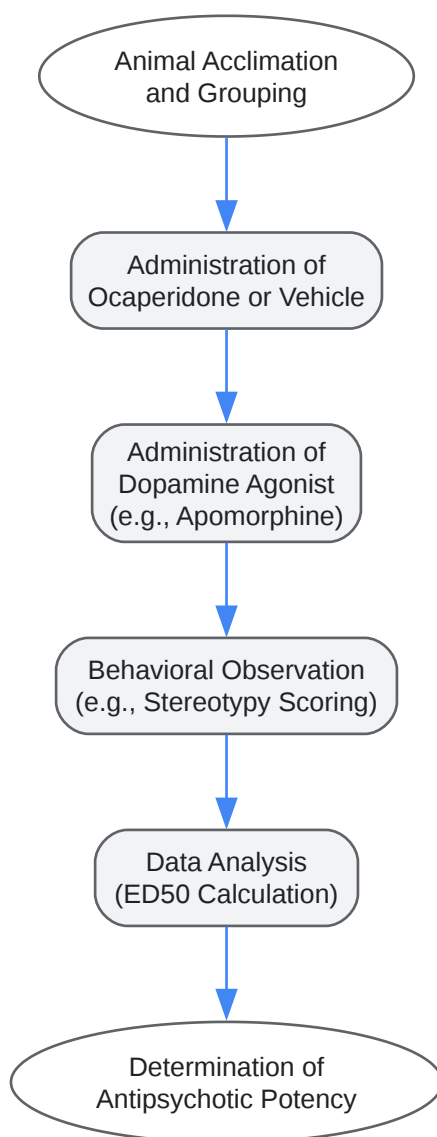 Animal Acclimation
and Grouping
Administration of
Ocaperidone or Vehicle
Administration of
Dopamine Agonist
(e.g., Apomorphine)
Behavioral Observation
(e.g., Stereotypy Scoring)
Data Analysis
(ED50 Calculation)
Determination of
Antipsychotic Potency